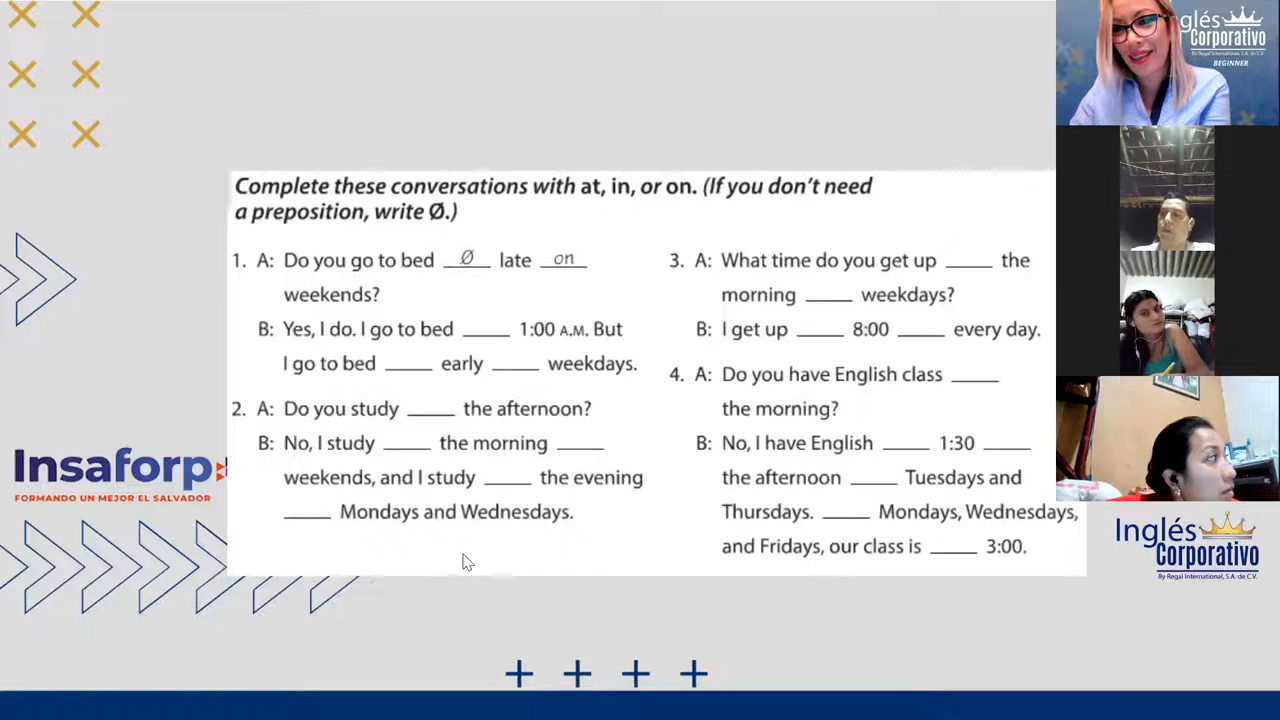 Complete these conversations with at, in, or on. (If you don't need
a preposition, write Ø.)
1. A: Do you go to bed Ø late on
weekends?
B: Yes, I do. I go to bed _____ 1:00 A.M. But
I go to bed _____ early _____ weekdays.
2. A: Do you study _____ the afternoon?
B: No, I study _____ the morning _____
weekends, and I study _____ the evening
_____ Mondays and Wednesdays.
3. A: What time do you get up _____ the
morning _____ weekdays?
B: I get up _____ 8:00 _____ every day.
4. A: Do you have English class _____
the morning?
B: No, I have English _____ 1:30 _____
the afternoon _____ Tuesdays and
Thursdays. _____ Mondays, Wednesdays,
and Fridays, our class is _____ 3:00.
Insaforp
FORMANDO UN MEJOR EL SALVADOR
glés
Corporativo
By Regal International, S.A. de C.V.
BEGINNER
Inglés
Corporativo
By Regal International, S.A. de C.V.